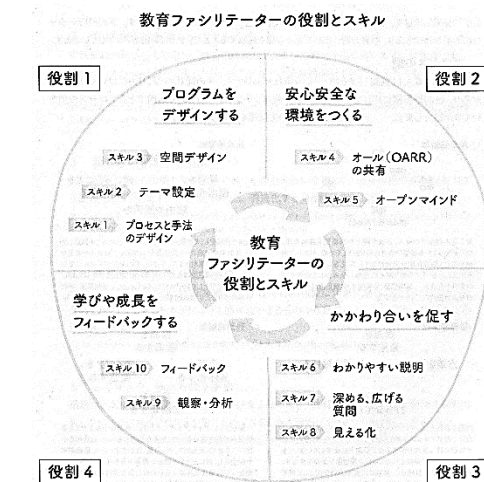 教育ファシリテーターの役割とスキル
役割 1
プログラムを
デザインする
スキル 3 空間デザイン
スキル 2 テーマ設定
スキル 1 プロセスと手法
のデザイン
役割 2
安心安全な
環境をつくる
スキル 4 オール(OARR)
の共有
スキル 5 オープンマインド
教育
ファシリテーターの
役割とスキル
かかわり合いを促す
スキル 6 わかりやすい説明
スキル 7 深める、広げる
質問
スキル 8 見える化
役割 3
学びや成長を
フィードバックする
スキル 10 フィードバック
スキル 9 観察・分析
役割 4